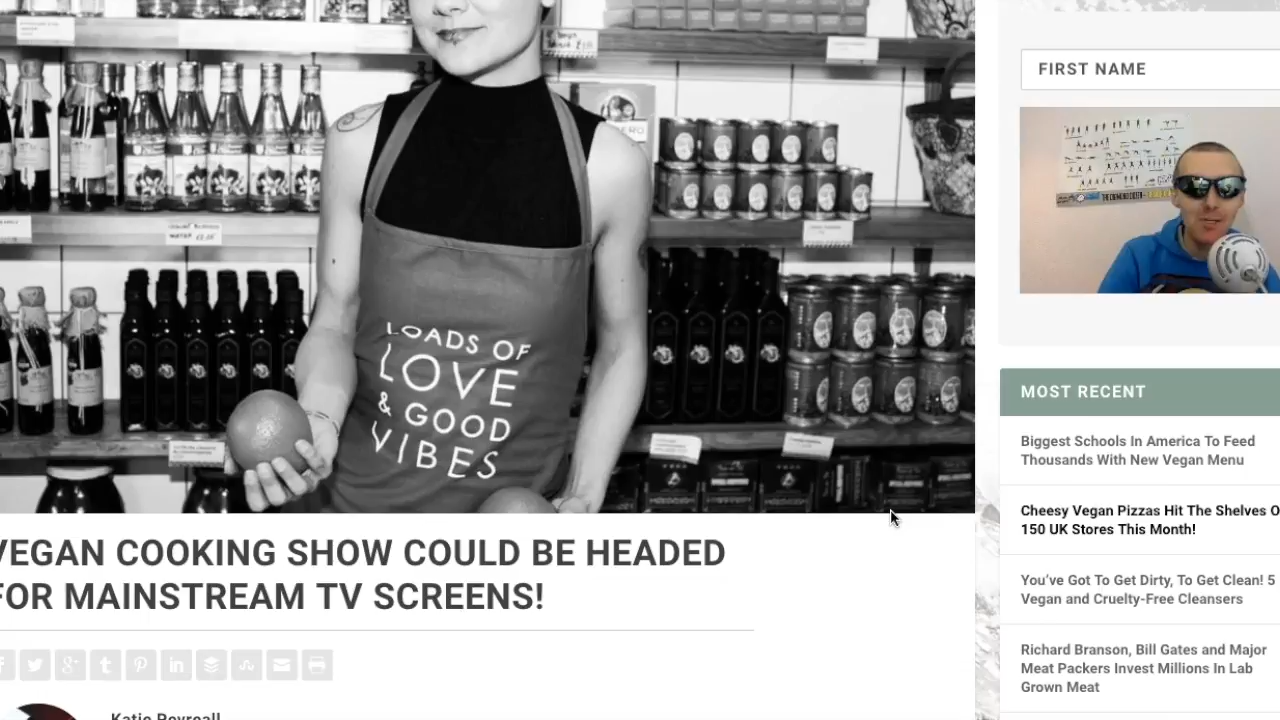 LOADS OF
LOVE
& GOOD
VIBES
VEGAN COOKING SHOW COULD BE HEADED
FOR MAINSTREAM TV SCREENS!
FIRST NAME
MOST RECENT
Biggest Schools In America To Feed
Thousands With New Vegan Menu
Cheesy Vegan Pizzas Hit The Shelves O
150 UK Stores This Month!
You've Got To Get Dirty, To Get Clean! 5
Vegan and Cruelty-Free Cleansers
Richard Branson, Bill Gates and Major
Meat Packers Invest Millions In Lab
Grown Meat